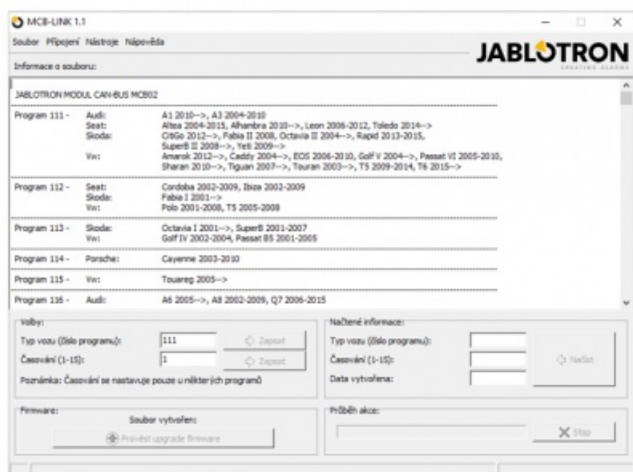 MCB-LINK 1.1
Soubor Připojení Nástroje Nápověda
JABLOTRON
CREATING ALARMS
Informace o souboru:
JABLOTRON MODUL CAN-BUS MCB02
Program 111 - Audi: A1 2010-->, A3 2004-2010
Seat: Altea 2004-2015, Alhambra 2010-->, Leon 2006-2012, Toledo 2014-->
Skoda: CitiGo 2012-->, Fabia II 2008, Octavia II 2004-->, Rapid 2013-2015,
SuperB II 2008-->, Yeti 2009-->
Vw: Amarok 2012-->, Caddy 2004-->, EOS 2006-2010, Golf V 2004-->, Passat VI 2005-2010,
Sharan 2010-->, Tiguan 2007-->, Touran 2003-->, T5 2009-2014, T6 2015-->
Program 112 - Seat: Cordoba 2002-2009, Ibiza 2002-2009
Skoda: Fabia I 2001-->
Vw: Polo 2001-2008, T5 2005-2008
Program 113 - Skoda: Octavia I 2001-->, SuperB 2001-2007
Vw: Golf IV 2002-2004, Passat B5 2001-2005
Program 114 - Porsche: Cayenne 2003-2010
Program 115 - Vw: Touareg 2005-->
Program 116 - Audi: A6 2005-->, A8 2002-2009, Q7 2006-2015
Volby:
Typ vozu (číslo programu): 111 Zapsat
Časování (1-15): 1 Zapsat
Poznámka: Časování se nastavuje pouze u některých programů
Načtené informace:
Typ vozu (číslo programu):
Časování (1-15):
Data vytvořena:
Načíst
Firmware:
Soubor vytvořen:
Provést upgrade firmware
Průběh akce:
Stop